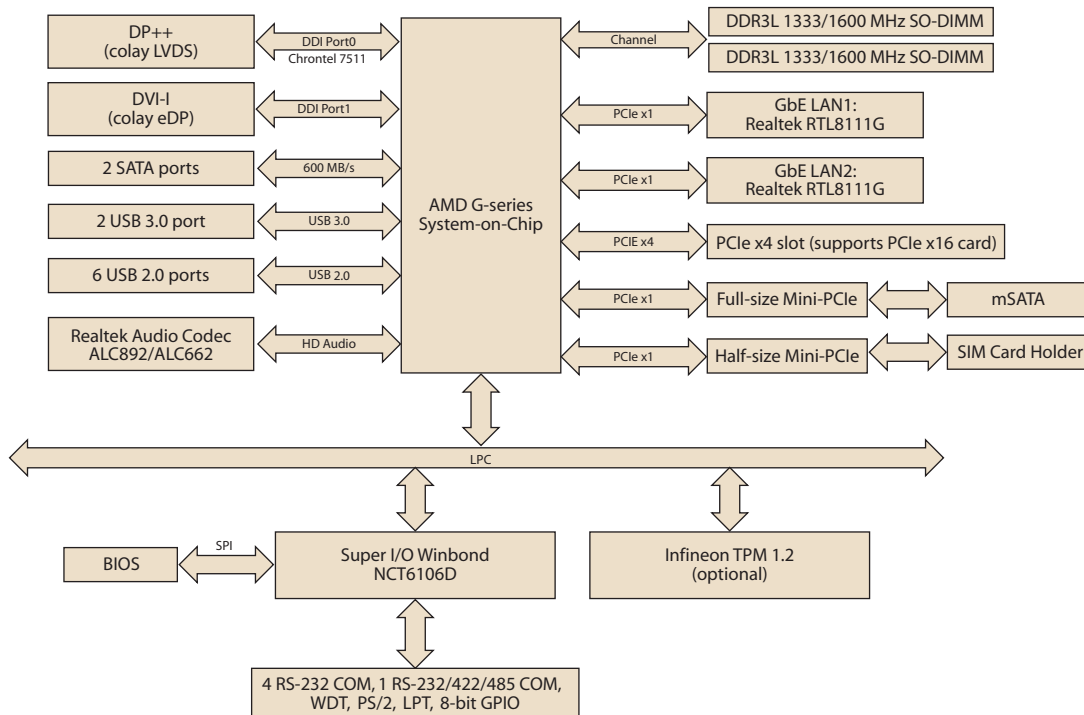 DP++
(colay LVDS)
DDI Port0
Chrontel 7511
DVI-I
(colay eDP)
DDI Port1
2 SATA ports
600 MB/s
2 USB 3.0 port
USB 3.0
6 USB 2.0 ports
USB 2.0
Realtek Audio Codec
ALC892/ALC662
HD Audio
AMD G-series
System-on-Chip
Channel
DDR3L 1333/1600 MHz SO-DIMM
DDR3L 1333/1600 MHz SO-DIMM
PCIe x1
GbE LAN1:
Realtek RTL8111G
PCIe x1
GbE LAN2:
Realtek RTL8111G
PCIE x4
PCIe x4 slot (supports PCIe x16 card)
PCIe x1
Full-size Mini-PCIe
mSATA
PCIe x1
Half-size Mini-PCIe
SIM Card Holder
LPC
BIOS
SPI
Super I/O Winbond
NCT6106D
Infineon TPM 1.2
(optional)
4 RS-232 COM, 1 RS-232/422/485 COM,
WDT, PS/2, LPT, 8-bit GPIO